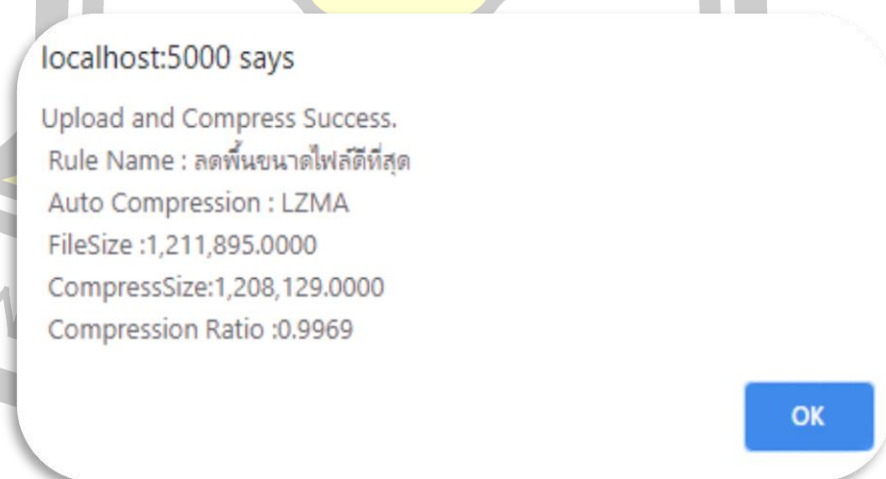 localhost:5000 says
Upload and Compress Success.
Rule Name : ลดพื้นขนาดไฟล์ดีที่สุด
Auto Compression : LZMA
FileSize :1,211,895.0000
CompressSize:1,208,129.0000
Compression Ratio :0.9969
OK